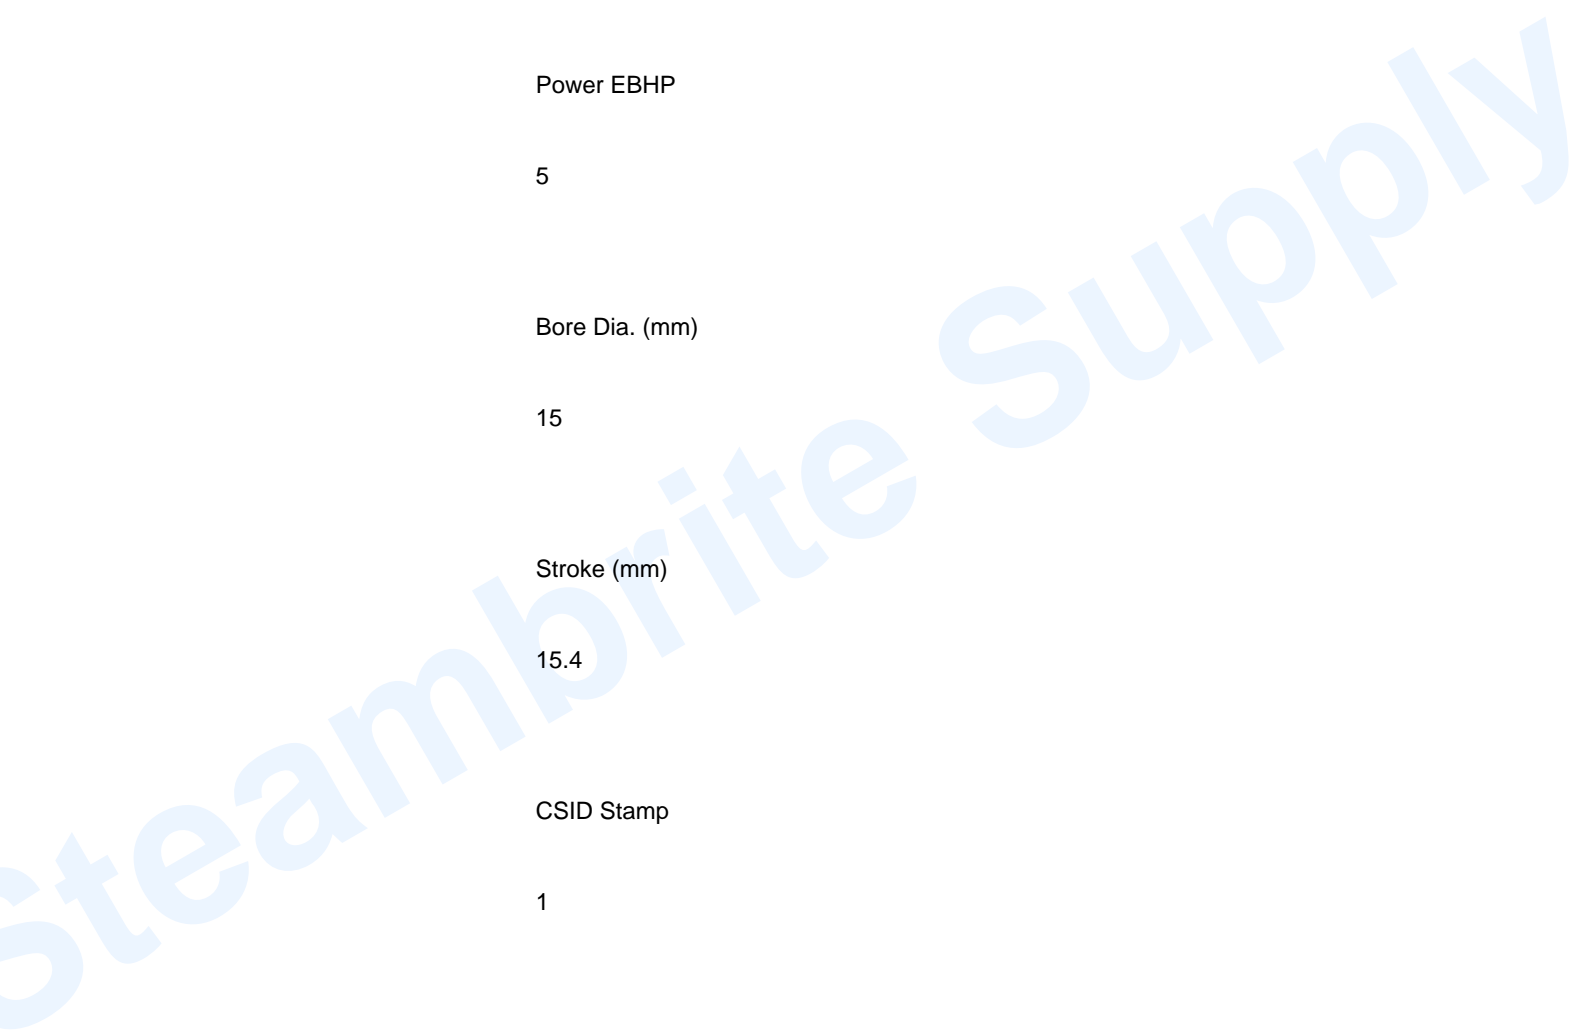 Power EBHP
5
Bore Dia. (mm)
15
Stroke (mm)
15.4
CSID Stamp
1
Steambrite Supply